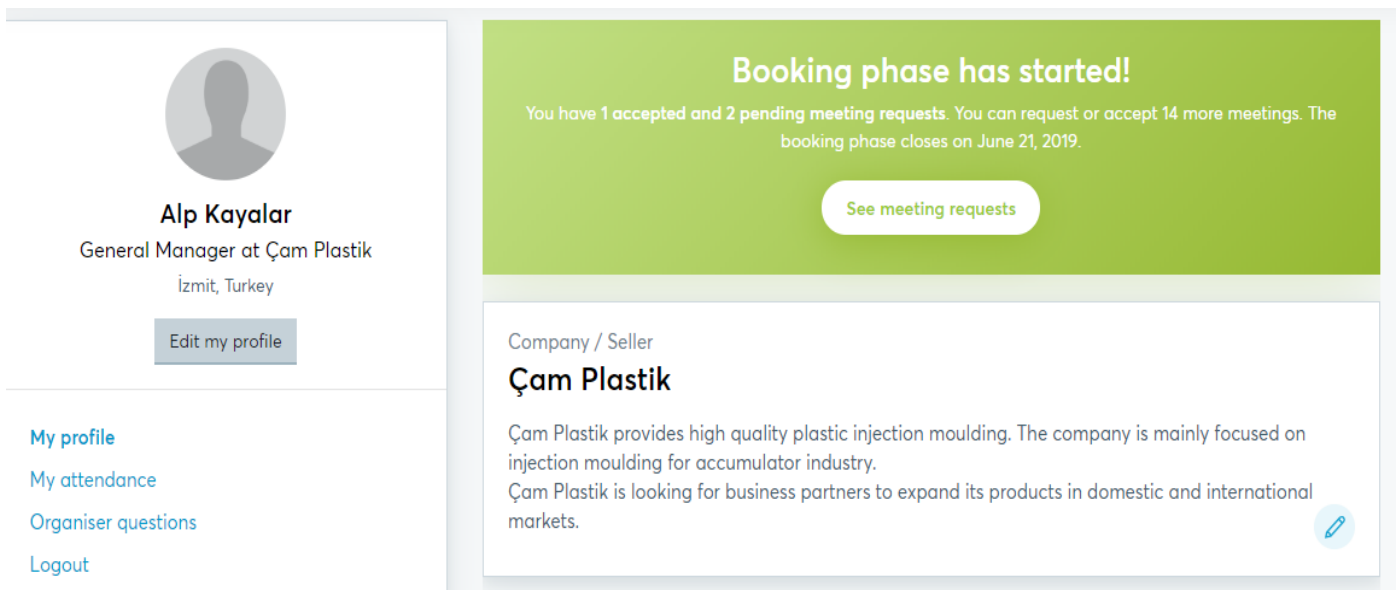 Alp Kayalar
General Manager at Çam Plastik
İzmit, Turkey
Edit my profile
My profile
My attendance
Organiser questions
Logout
Booking phase has started!
You have 1 accepted and 2 pending meeting requests. You can request or accept 14 more meetings. The
booking phase closes on June 21, 2019.
See meeting requests
Company / Seller
Çam Plastik
Çam Plastik provides high quality plastic injection moulding. The company is mainly focused on
injection moulding for accumulator industry.
Çam Plastik is looking for business partners to expand its products in domestic and international
markets.